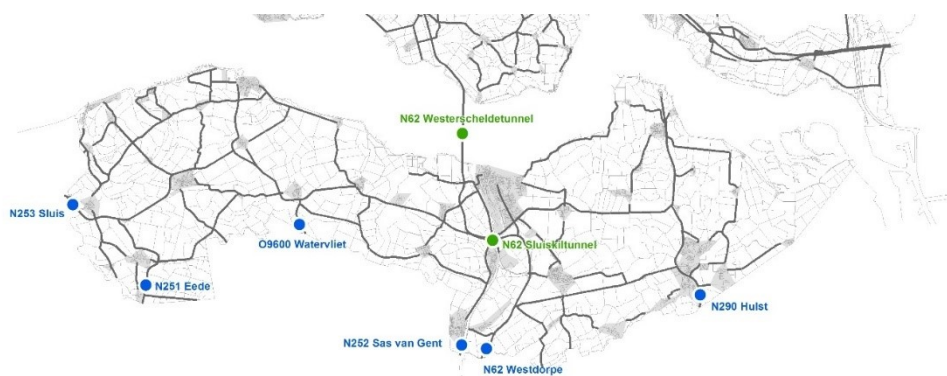 N62 Westerscheldetunnel
N253 Sluis
O9600 Watervliet
N62 Sluiskiltunnel
N251 Eede
N290 Hulst
N252 Sas van Gent
N62 Westdorpe